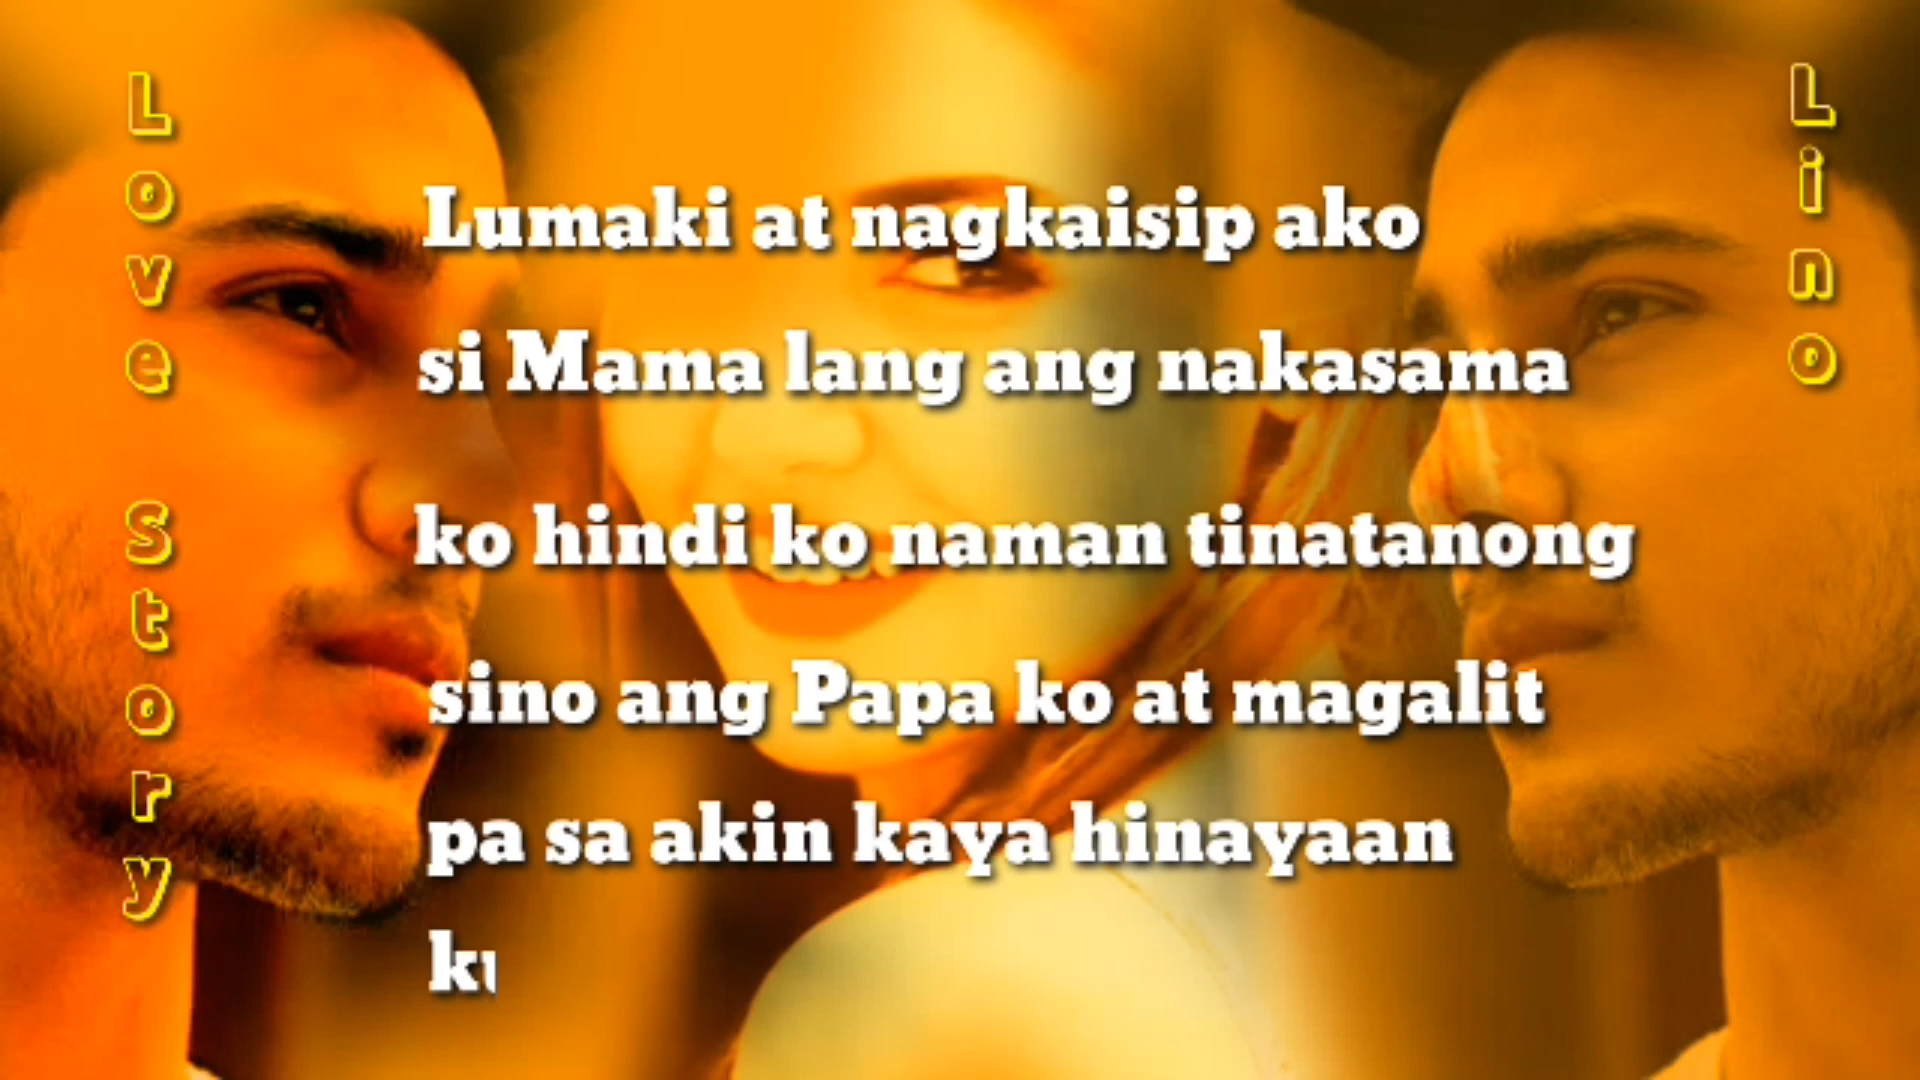 Love Story
Lino
Lumaki at nagkaisip ako
si Mama lang ang nakasama
ko hindi ko naman tinatanong
sino ang Papa ko at magalit
pa sa akin kaya hinayaan